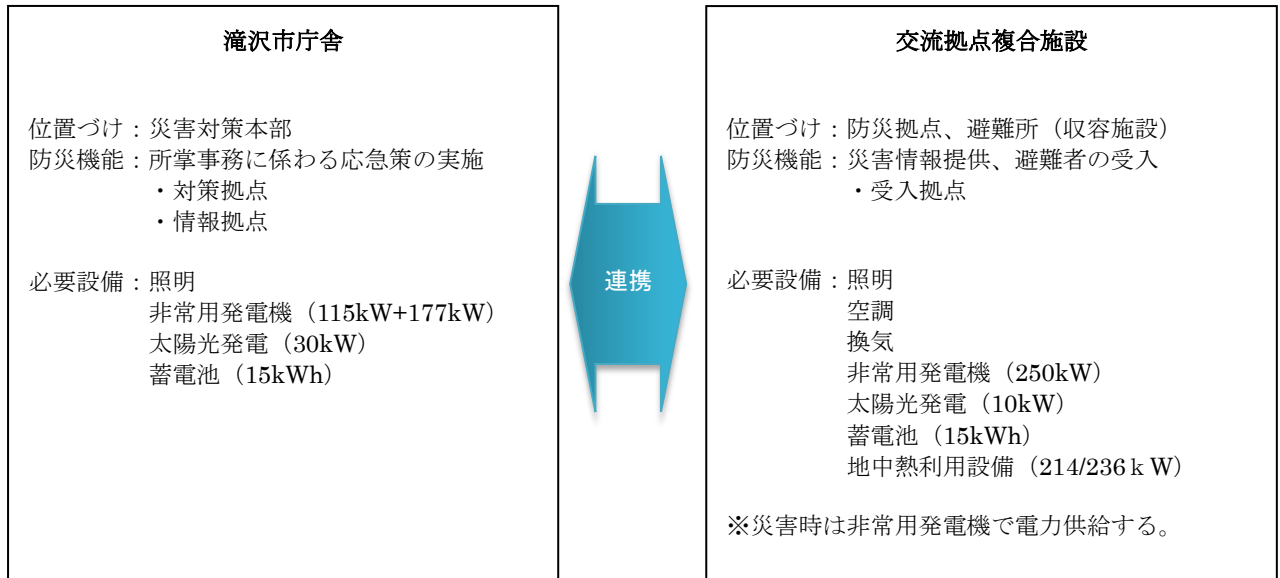 滝沢市庁舎
位置づけ：災害対策本部
防災機能：所掌事務に係わる応急策の実施
・対策拠点
・情報拠点
必要設備：照明
非常用発電機（115kW+177kW）
太陽光発電（30kW）
蓄電池（15kWh）
連携
交流拠点複合施設
位置づけ：防災拠点、避難所（収容施設）
防災機能：災害情報提供、避難者の受入
・受入拠点
必要設備：照明
空調
換気
非常用発電機（250kW）
太陽光発電（10kW）
蓄電池（15kWh）
地中熱利用設備（214/236ｋW）
※災害時は非常用発電機で電力供給する。